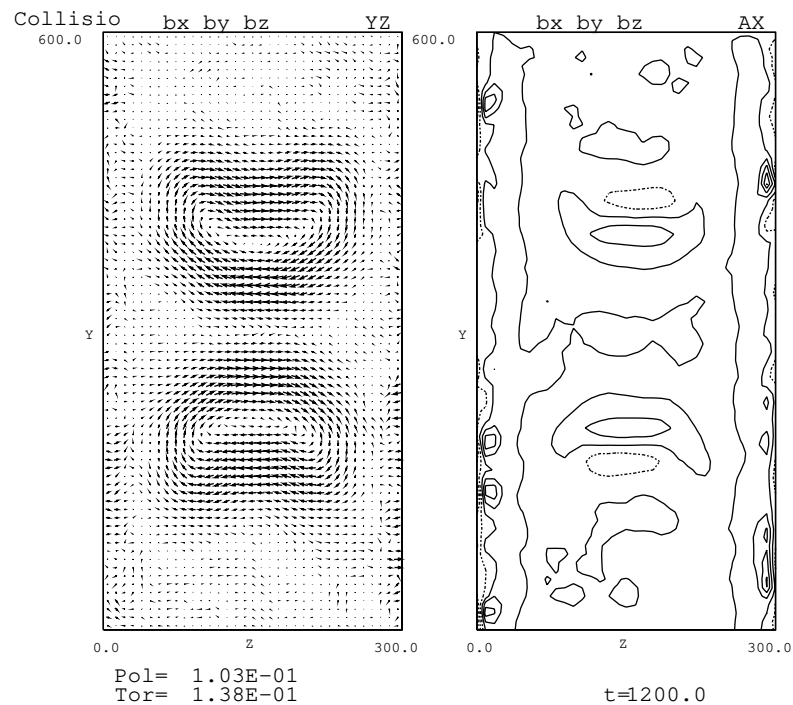 Collisio bx by bz YZ bx by bz AX
600.0 600.0
Y Y
0.0 Z 300.0 0.0 Z 300.0
Pol= 1.03E-01
Tor= 1.38E-01 t=1200.0